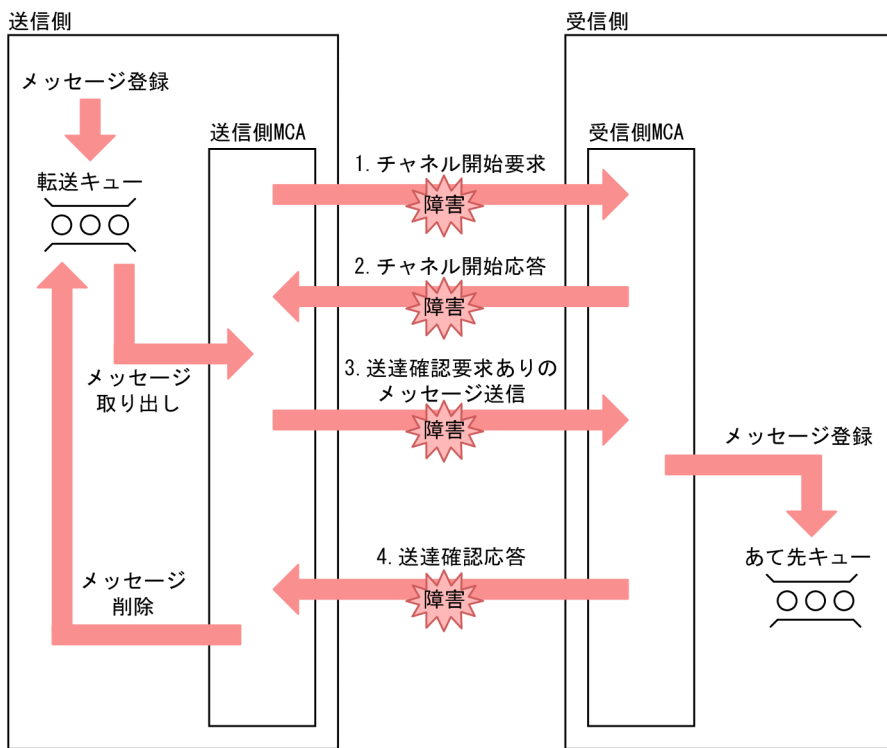 送信側
受信側
メッセージ登録
送信側MCA
受信側MCA
1.チャネル開始要求
障害
転送キュー
2.チャネル開始応答
障害
メッセージ
取り出し
3.送達確認要求ありの
メッセージ送信
障害
メッセージ登録
あて先キュー
4.送達確認応答
障害
メッセージ
削除